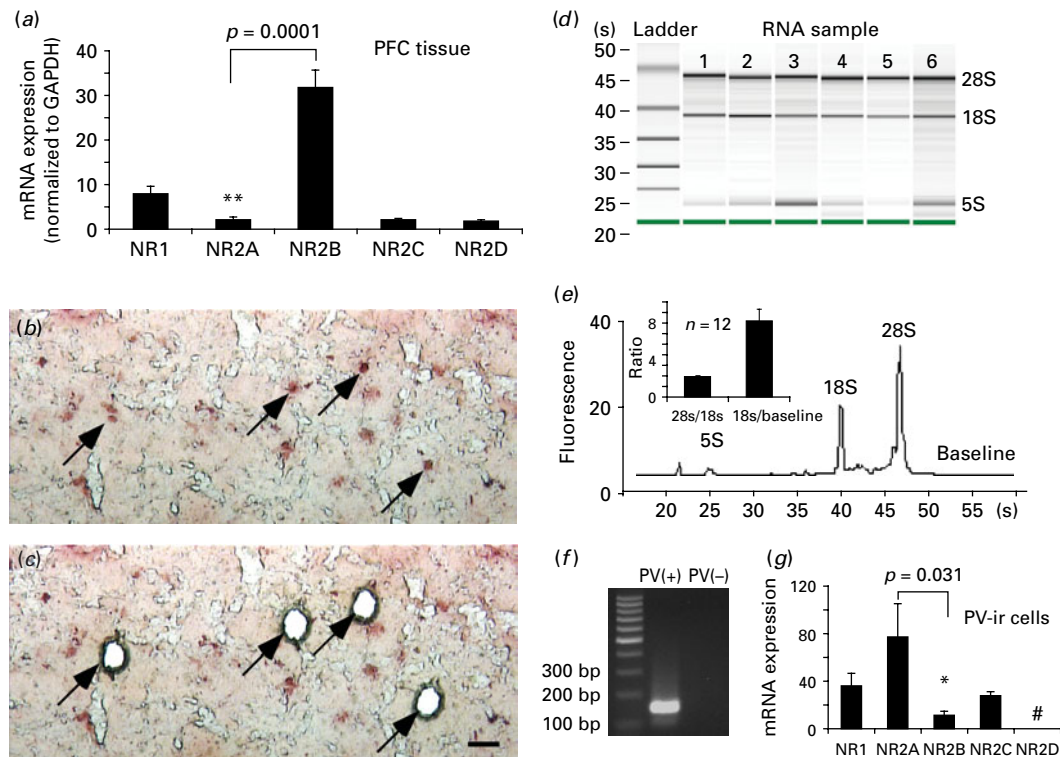 (a)
p = 0.0001
PFC tissue
mRNA expression
(normalized to GAPDH)
40
30
20
10
0
**
NR1 NR2A NR2B NR2C NR2D
(b)
(c)
(d)
(s) Ladder RNA sample
50
45
40
35
30
25
20
1 2 3 4 5 6
28S
18S
5S
(e)
Fluorescence
40
20
0
Ratio
8
4
0
n = 12
28s/18s 18s/baseline
5S
18S
28S
Baseline
20 25 30 35 40 45 50 55 (s)
(f)
PV(+) PV(–)
300 bp
200 bp
100 bp
(g)
mRNA expression
120
80
40
0
p = 0.031
PV-ir cells
*
#
NR1 NR2A NR2B NR2C NR2D